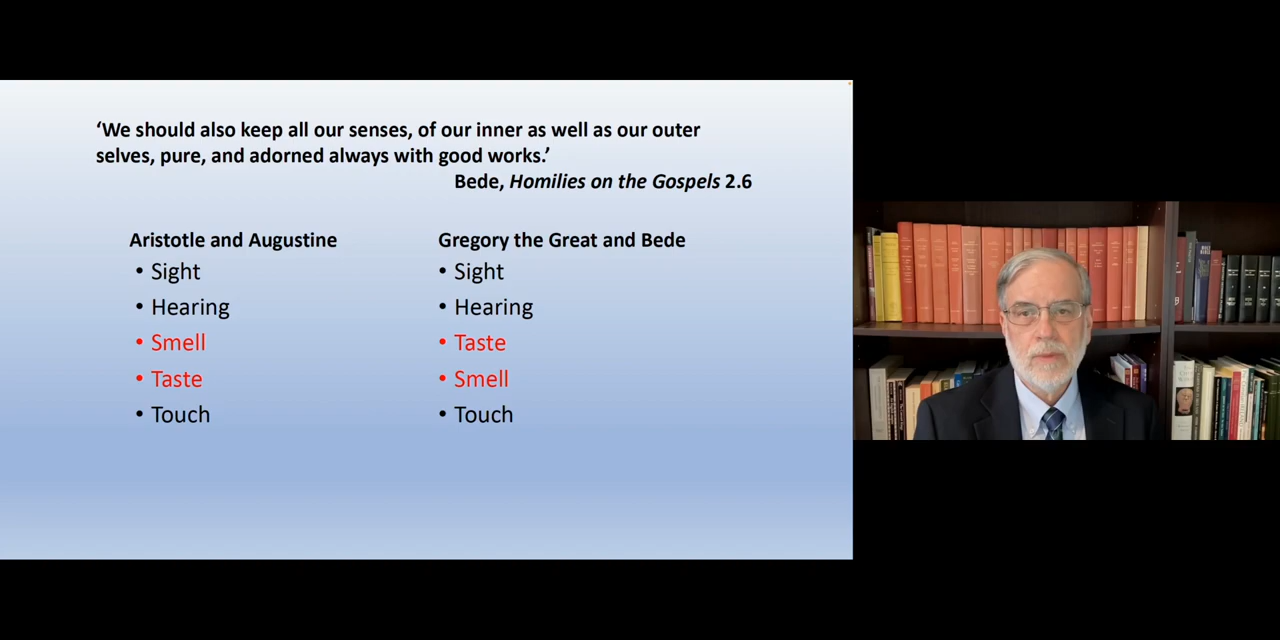 ‘We should also keep all our senses, of our inner as well as our outer
selves, pure, and adorned always with good works.’
Bede, Homilies on the Gospels 2.6
Aristotle and Augustine
• Sight
• Hearing
• Smell
• Taste
• Touch
Gregory the Great and Bede
• Sight
• Hearing
• Taste
• Smell
• Touch